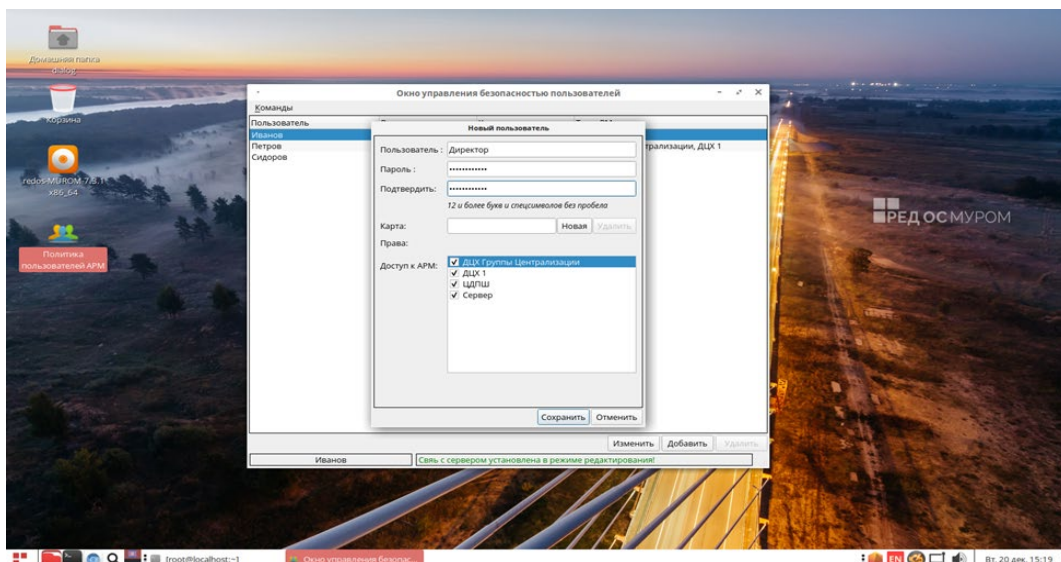 Домашняя папка
dialog
Корзина
redos-MUROM-7.3.1
x86_64
Политика
пользователей АРМ
Окно управления безопасностью пользователей
Команды
Пользователь
Иванов
Петров
Сидоров
трализации, ДЦХ 1
Новый пользователь
Пользователь :
Директор
Пароль :
••••••••••••
Подтвердить:
••••••••••••
12 и более букв и спецсимволов без пробела
Карта:
Новая
Удалить
Права:
Доступ к АРМ:
ДЦХ Группы Централизации
ДЦХ 1
ЦДПШ
Сервер
Сохранить
Отменить
Изменить
Добавить
Удалить
Иванов
Свяь с сервером установлена в режиме редактирования!
РЕД ОС МУРОМ
[root@localhost:~]
Окно управления безопас...
EN
Вт, 20 дек, 15:19